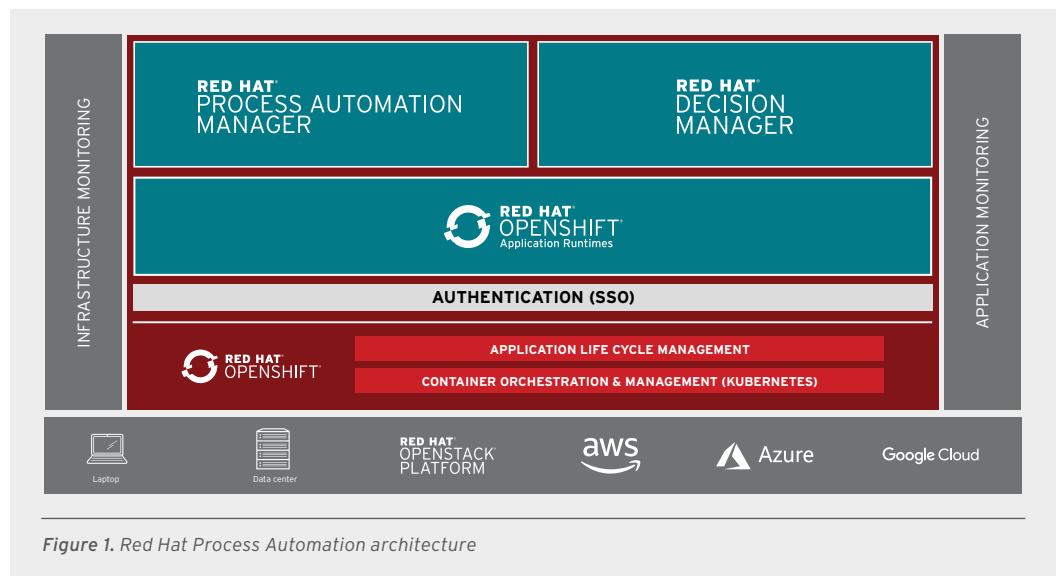 INFRASTRUCTURE MONITORING
RED HAT®
PROCESS AUTOMATION
MANAGER
RED HAT®
DECISION
MANAGER
RED HAT®
OPENSHIFT®
Application Runtimes
AUTHENTICATION (SSO)
RED HAT®
OPENSHIFT®
APPLICATION LIFE CYCLE MANAGEMENT
CONTAINER ORCHESTRATION & MANAGEMENT (KUBERNETES)
APPLICATION MONITORING
Laptop
Data center
RED HAT®
OPENSTACK®
PLATFORM
aws
Azure
Google Cloud
Figure 1. Red Hat Process Automation architecture